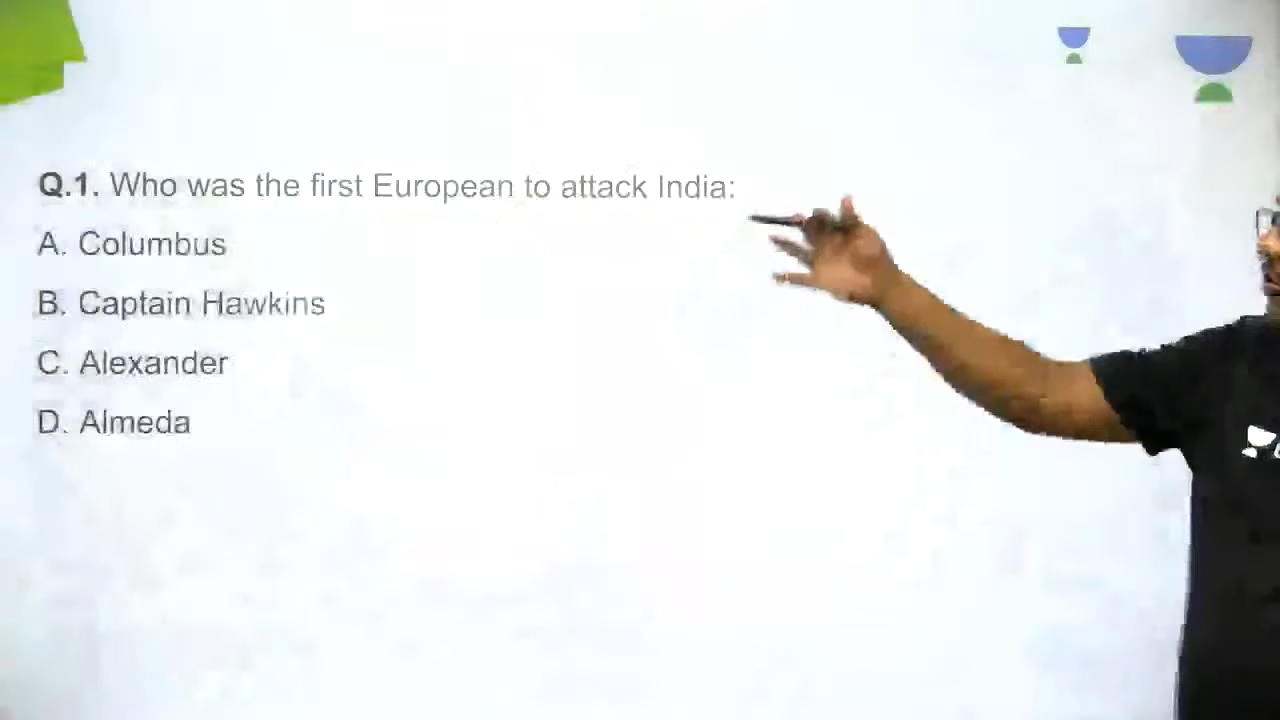 Q.1. Who was the first European to attack India:
A. Columbus
B. Captain Hawkins
C. Alexander
D. Almeda